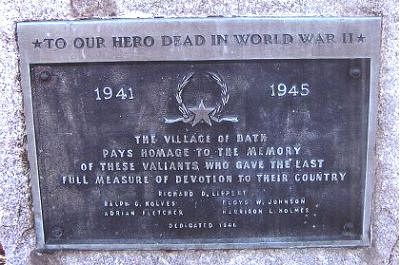 ★TO OUR HERO DEAD IN WORLD WAR II★
1941 1945
THE VILLAGE OF BATH
PAYS HOMAGE TO THE MEMORY
OF THESE VALIANTS WHO GAVE THE LAST
FULL MEASURE OF DEVOTION TO THEIR COUNTRY
RICHARD D. LIPPERT
RALPH G. FLOYD W. JOHNSON
ADRIAN FLETCHER HARRISON L. HOLMES
DEDICATED 1946